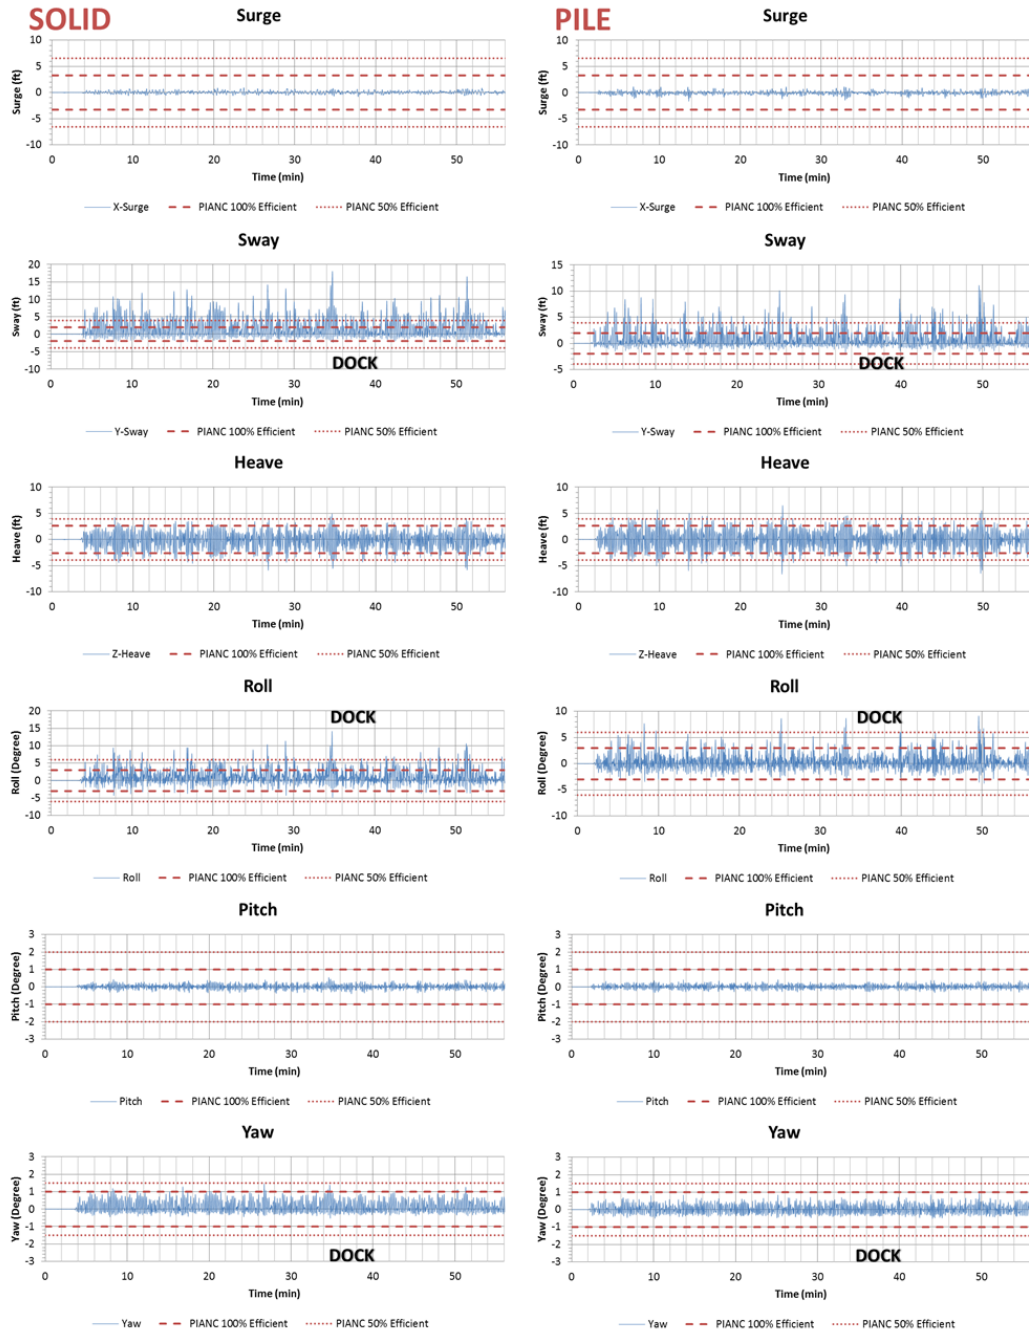 SOLID
Surge
Surge (ft)
10
5
0
-5
-10
0 10 20 30 40 50
Time (min)
X-Surge PIANC 100% Efficient PIANC 50% Efficient
PILE
Surge
Surge (ft)
10
5
0
-5
-10
0 10 20 30 40 50
Time (min)
X-Surge PIANC 100% Efficient PIANC 50% Efficient
Sway
Sway (ft)
20
15
10
5
0
-5
-10
DOCK
0 10 20 30 40 50
Time (min)
Y-Sway PIANC 100% Efficient PIANC 50% Efficient
Sway
Sway (ft)
15
10
5
0
-5
DOCK
0 10 20 30 40 50
Time (min)
Y-Sway PIANC 100% Efficient PIANC 50% Efficient
Heave
Heave (ft)
10
5
0
-5
-10
0 10 20 30 40 50
Time (min)
Z-Heave PIANC 100% Efficient PIANC 50% Efficient
Heave
Heave (ft)
10
5
0
-5
-10
0 10 20 30 40 50
Time (min)
Z-Heave PIANC 100% Efficient PIANC 50% Efficient
Roll
DOCK
Roll (Degree)
20
15
10
5
0
-5
-10
0 10 20 30 40 50
Time (min)
Roll PIANC 100% Efficient PIANC 50% Efficient
Roll
DOCK
Roll (Degree)
10
5
0
-5
-10
0 10 20 30 40 50
Time (min)
Roll PIANC 100% Efficient PIANC 50% Efficient
Pitch
Pitch (Degree)
3
2
1
0
-1
-2
-3
0 10 20 30 40 50
Time (min)
Pitch PIANC 100% Efficient PIANC 50% Efficient
Pitch
Pitch (Degree)
3
2
1
0
-1
-2
-3
0 10 20 30 40 50
Time (min)
Pitch PIANC 100% Efficient PIANC 50% Efficient
Yaw
Yaw (Degree)
3
2
1
0
-1
-2
-3
DOCK
0 10 20 30 40 50
Time (min)
Yaw PIANC 100% Efficient PIANC 50% Efficient
Yaw
Yaw (Degree)
3
2
1
0
-1
-2
-3
DOCK
0 10 20 30 40 50
Time (min)
Yaw PIANC 100% Efficient PIANC 50% Efficient